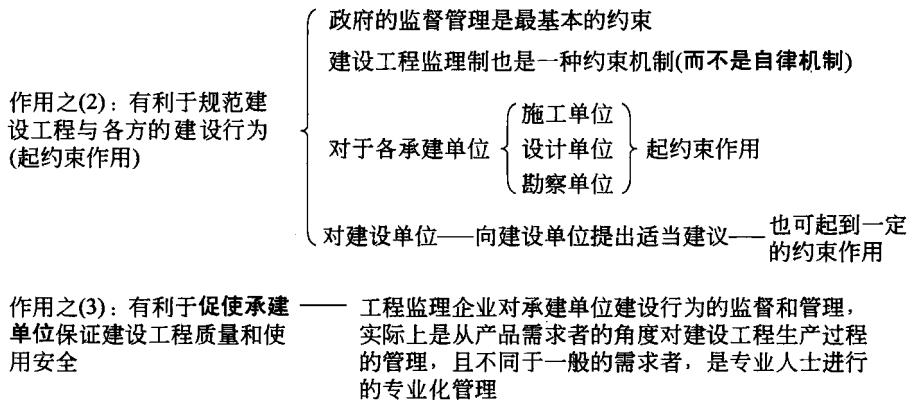 政府的监督管理是最基本的约束
建设工程监理制也是一种约束机制(而不是自律机制)
作用之(2)：有利于规范建
设工程与各方的建设行为
(起约束作用)
对于各承建单位
施工单位
设计单位
勘察单位
起约束作用
对建设单位——向建设单位提出适当建议——也可起到一定
的约束作用
作用之(3)：有利于促使承建
单位保证建设工程质量和使
用安全
——
工程监理企业对承建单位建设行为的监督和管理，
实际上是从产品需求者的角度对建设工程生产过程
的管理，且不同于一般的需求者，是专业人士进行
的专业化管理